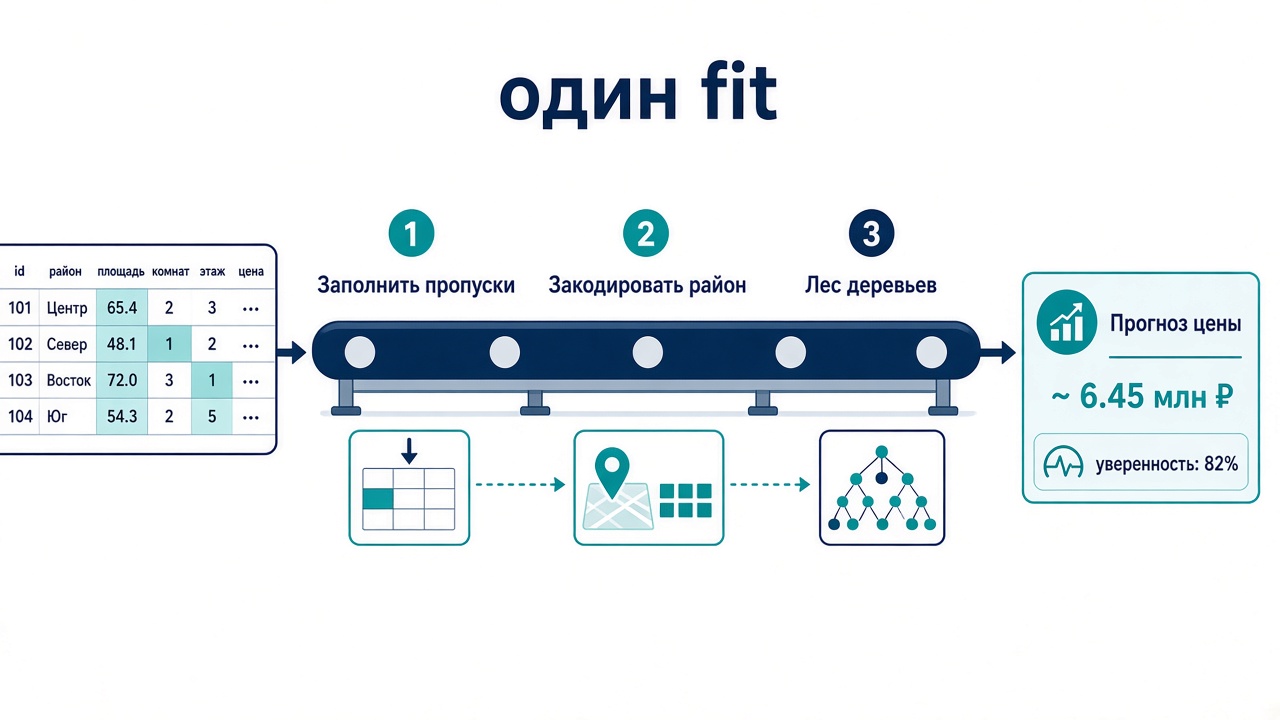 один fit
1
2
3
Заполнить пропуски
Закодировать район
Лес деревьев
id район площадь комнат этаж цена
101 Центр 65.4 2 3 ...
102 Север 48.1 1 2 ...
103 Восток 72.0 3 1 ...
104 Юг 54.3 2 5 ...
Прогноз цены
~ 6.45 млн ₽
уверенность: 82%